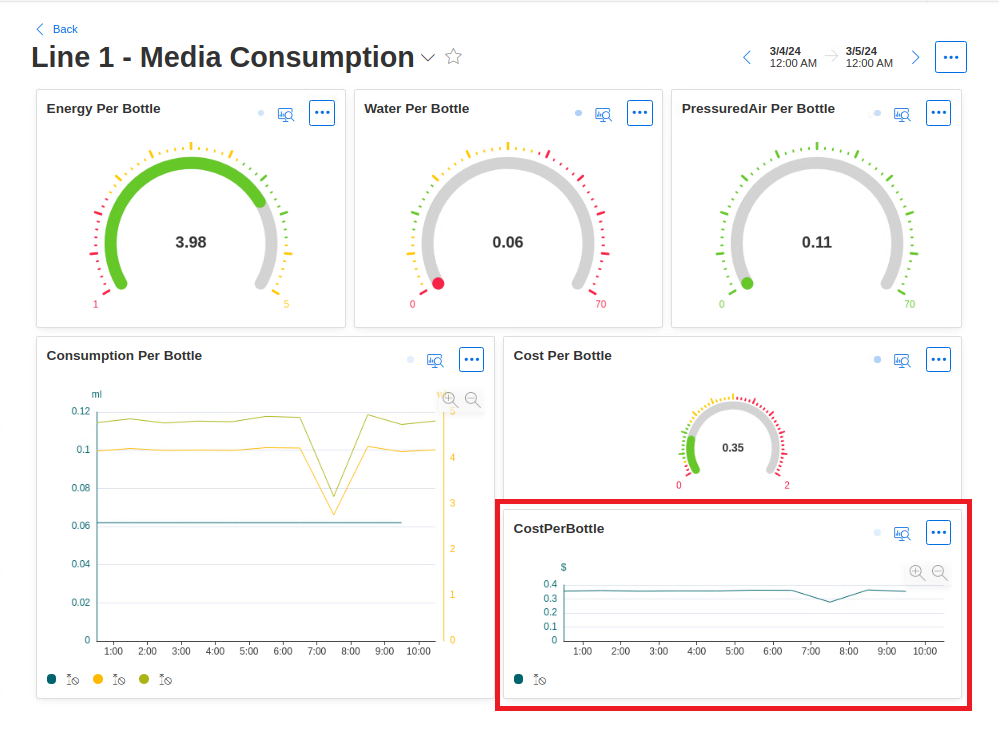 Back
Line 1 - Media Consumption
3/4/24
12:00 AM
3/5/24
12:00 AM
Energy Per Bottle
3.98
1
5
Water Per Bottle
0.06
0
70
PressuredAir Per Bottle
0.11
0
70
Consumption Per Bottle
ml
0.12
0.1
0.08
0.06
0.04
0.02
0
5
4
3
2
1
0
1:00 2:00 3:00 4:00 5:00 6:00 7:00 8:00 9:00 10:00
Cost Per Bottle
0.35
0
2
CostPerBottle
$
0.4
0.3
0.2
0.1
0
1:00 2:00 3:00 4:00 5:00 6:00 7:00 8:00 9:00 10:00